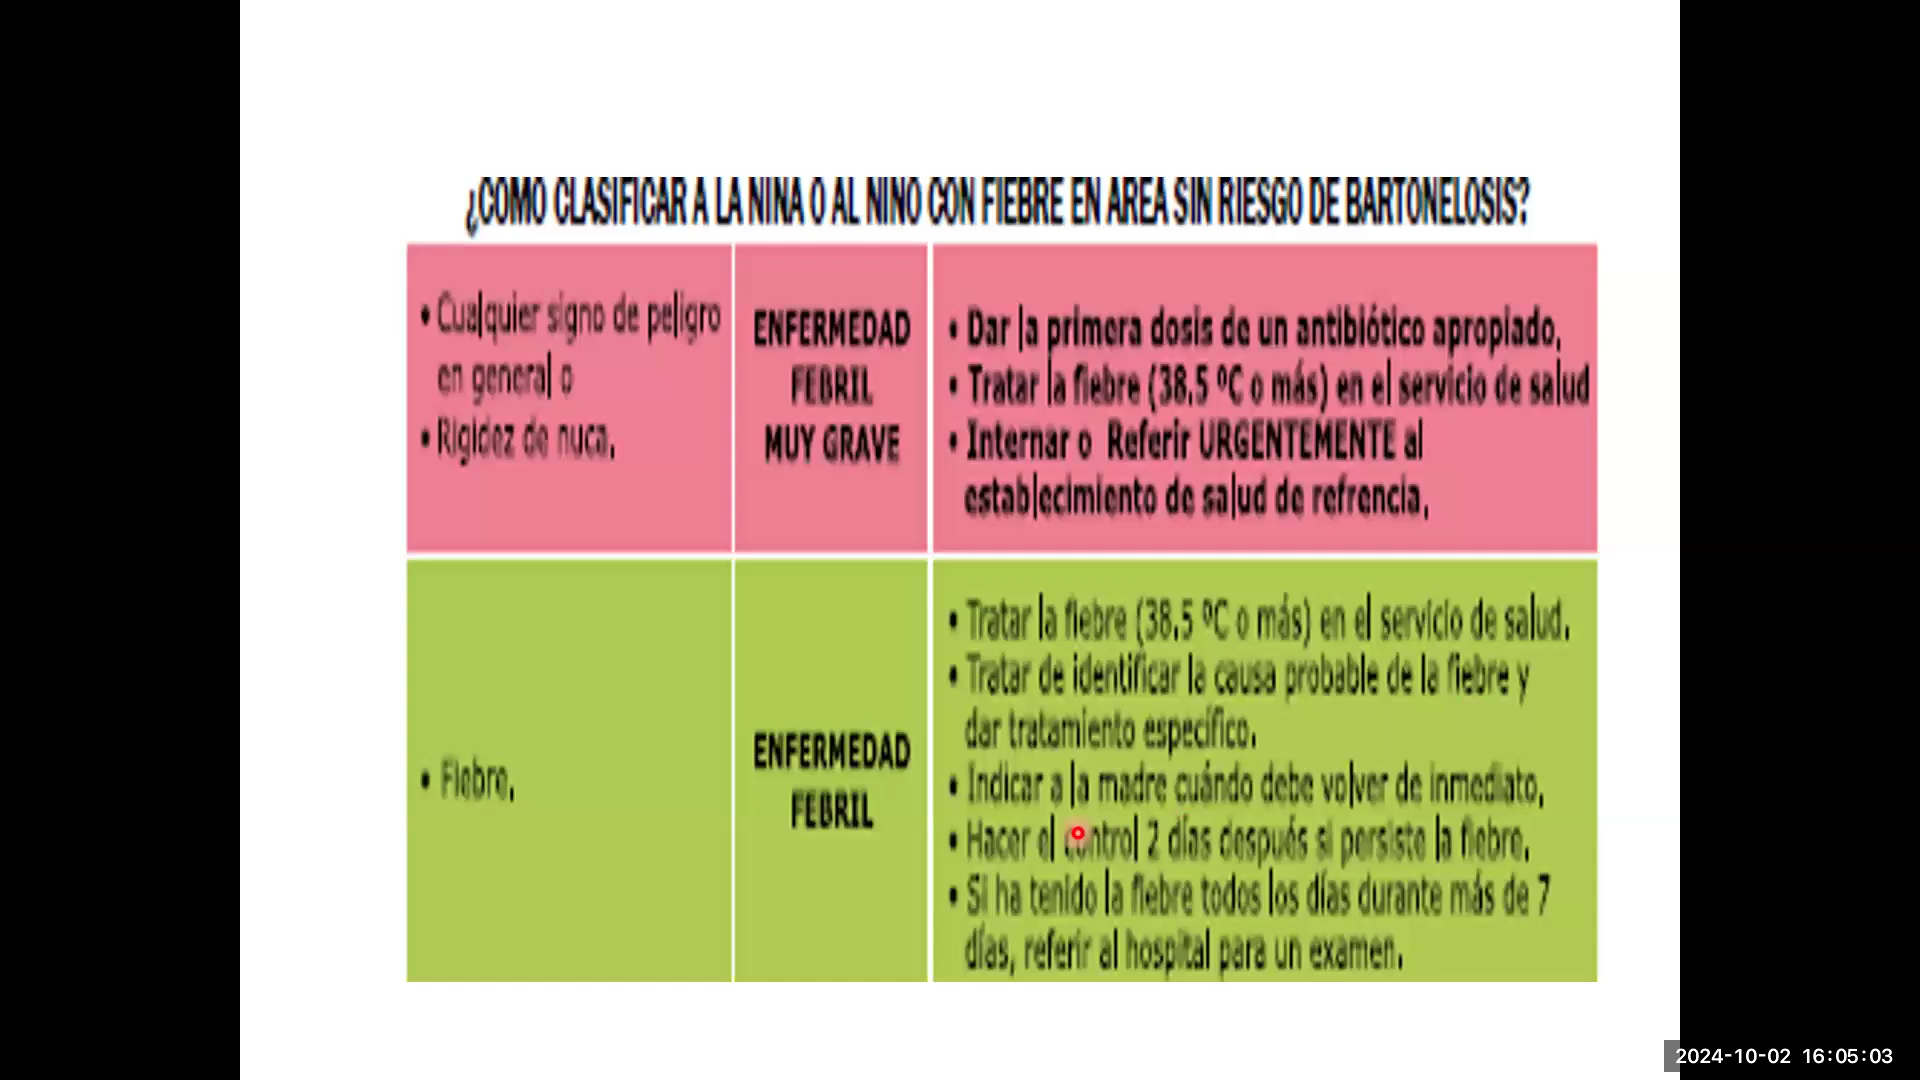 ¿COMO CLASIFICAR A LA NINA O AL NINO CON FIEBRE EN AREA SIN RIESGO DE BARTONELOSIS?
• Cualquier signo de peligro
en general o
• Rigidez de nuca.
ENFERMEDAD
FEBRIL
MUY GRAVE
• Dar la primera dosis de un antibiótico apropiado.
• Tratar la fiebre (38.5 ºC o más) en el servicio de salud
• Internar o Referir URGENTEMENTE al
establecimiento de salud de refrencia.
• Fiebre.
ENFERMEDAD
FEBRIL
• Tratar la fiebre (38.5 ºC o más) en el servicio de salud.
• Tratar de identificar la causa probable de la fiebre y
dar tratamiento específico.
• Indicar a la madre cuándo debe volver de inmediato.
• Hacer el control 2 días después si persiste la fiebre.
• Si ha tenido la fiebre todos los días durante más de 7
días, referir al hospital para un examen.
2024-10-02 16:05:03